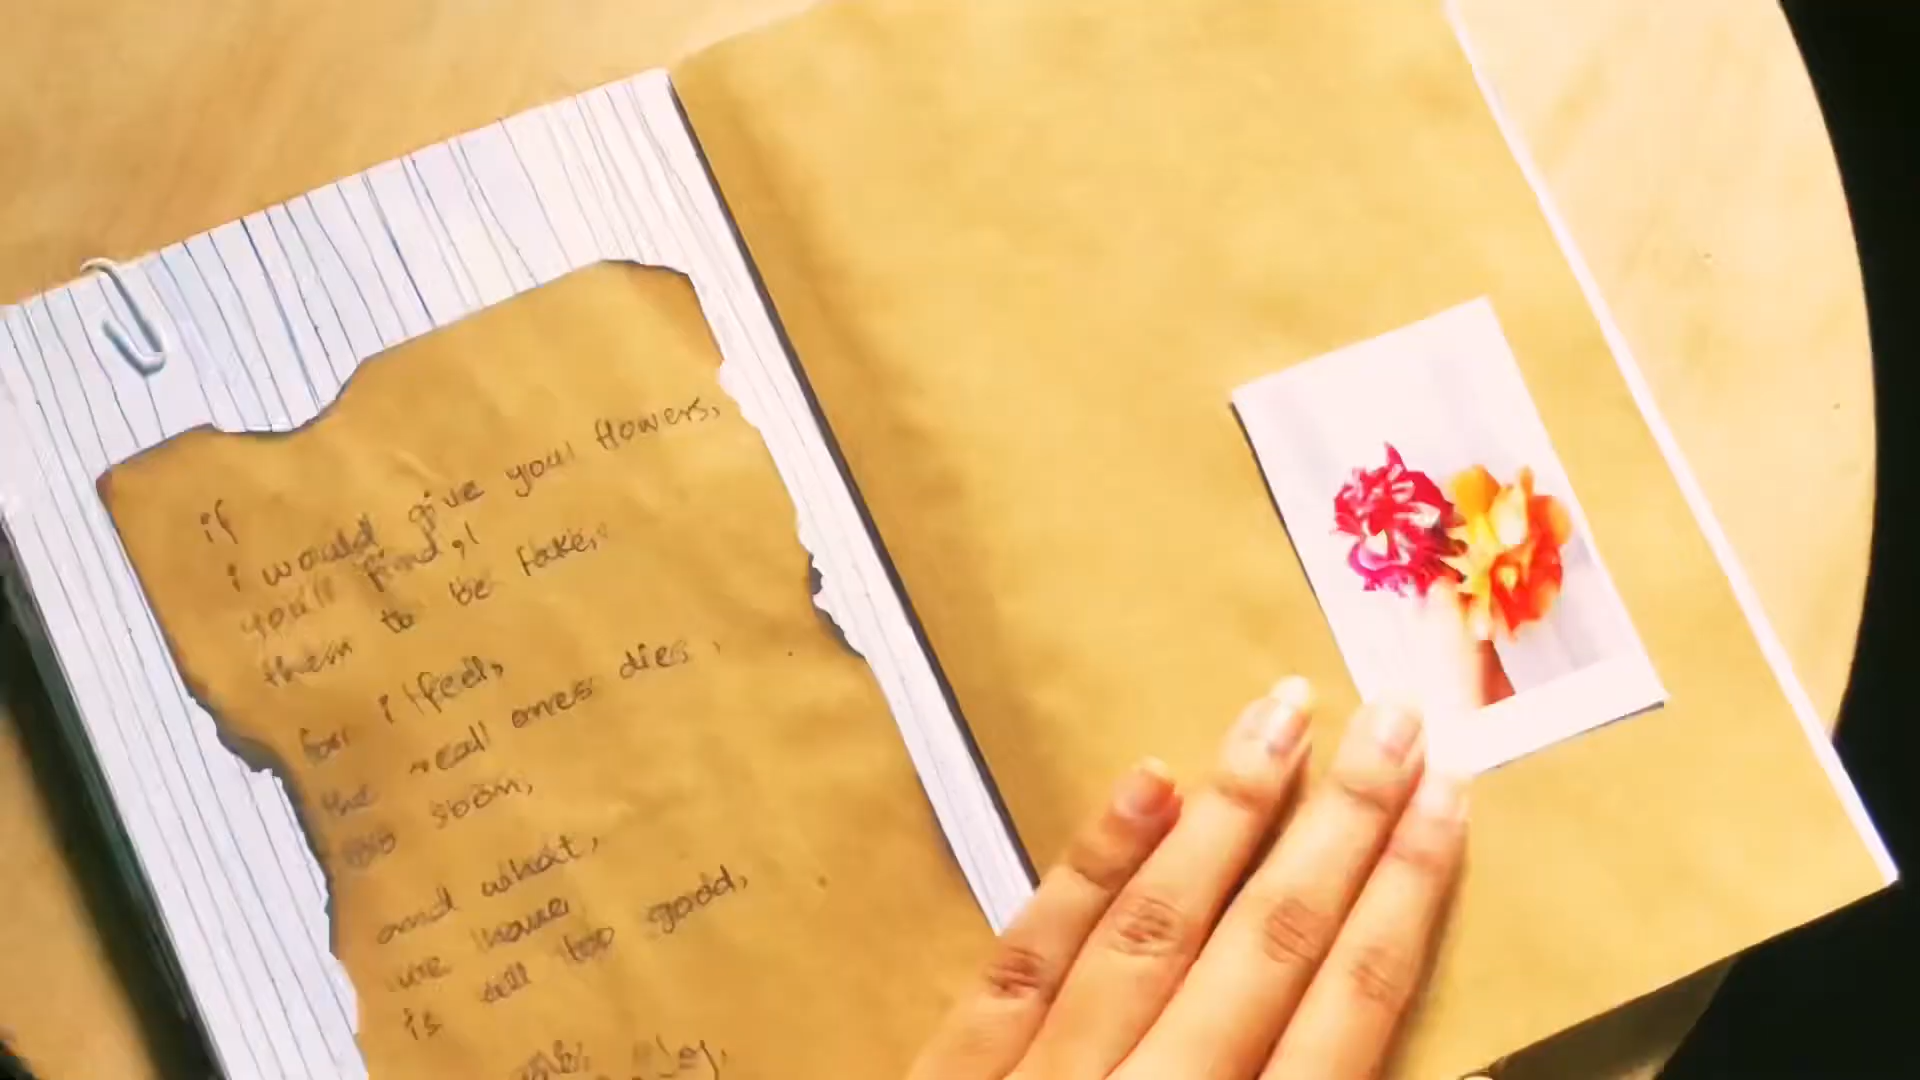 if
i would give you flowers,
you'll find,
them to be fake,
for i feel,
the real ones dies,
too soon,
and what,
we have
is all too good,